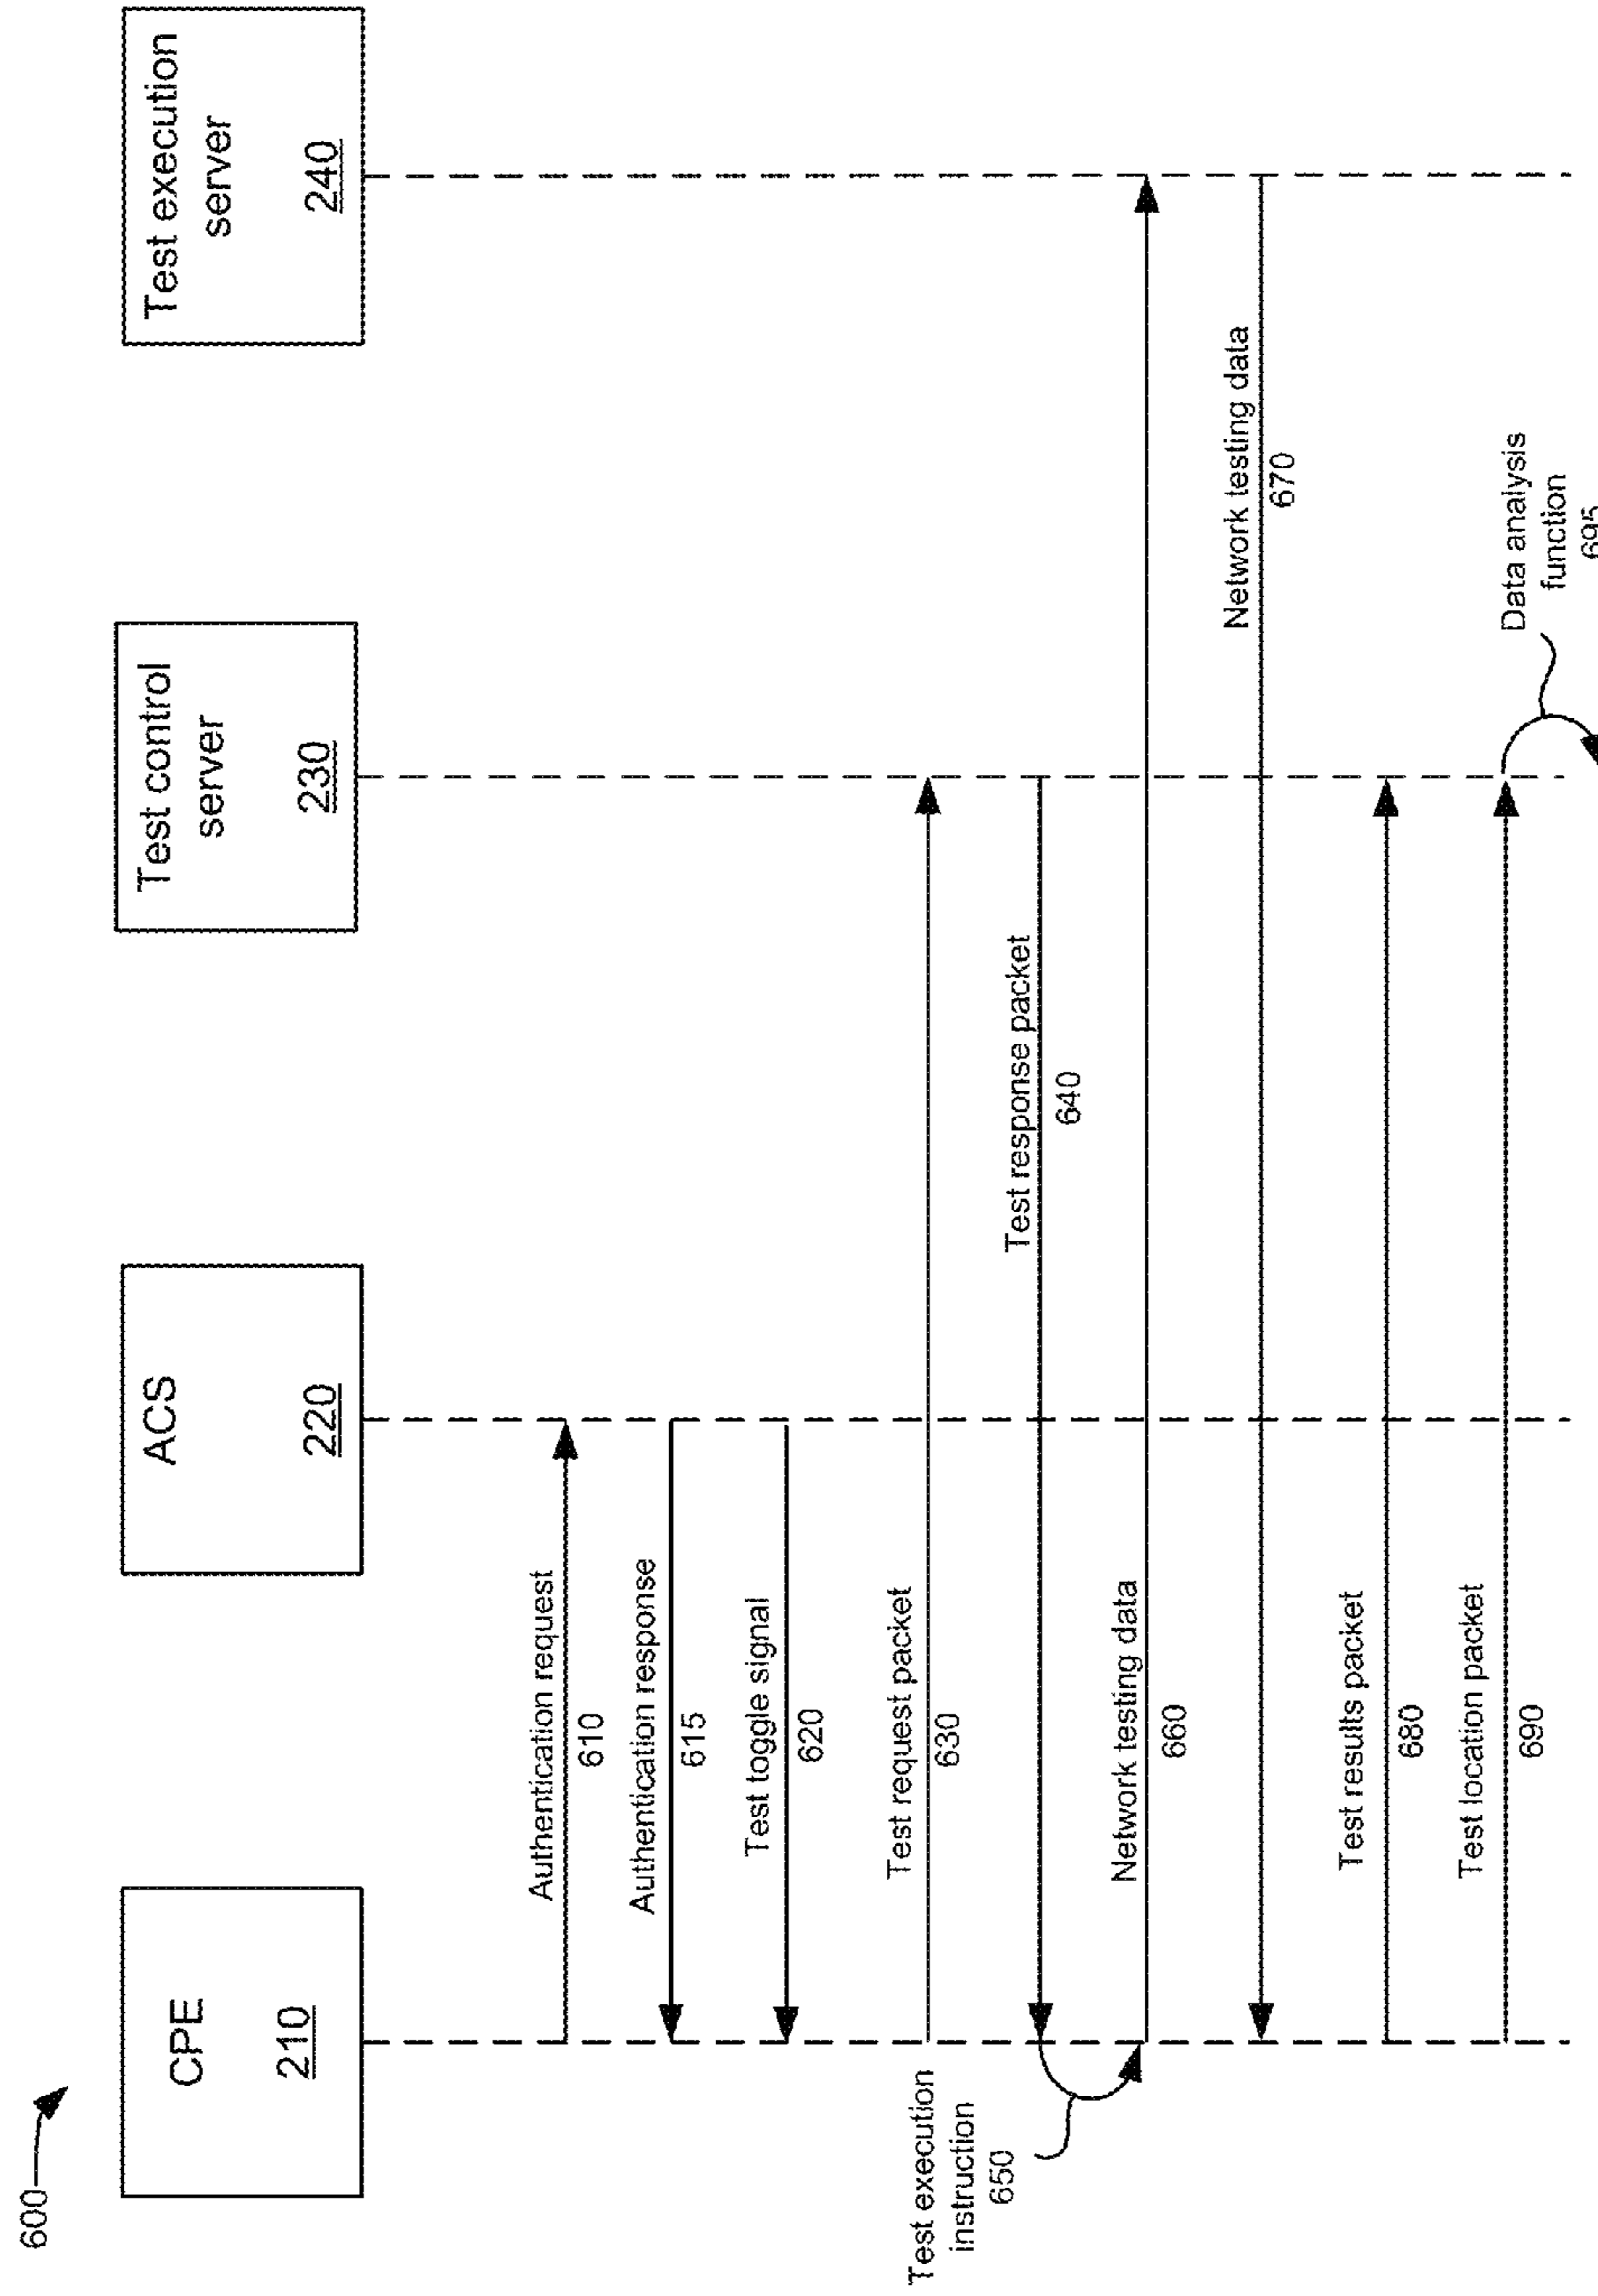 600
CPE
210
ACS
220
Test control
server
230
Test execution
server
240
Authentication request
610
Authentication response
615
Test toggle signal
620
Test request packet
630
Test response packet
640
Test execution
instruction
650
Network testing data
660
Network testing data
670
Test results packet
680
Test location packet
690
Data analysis
function
695